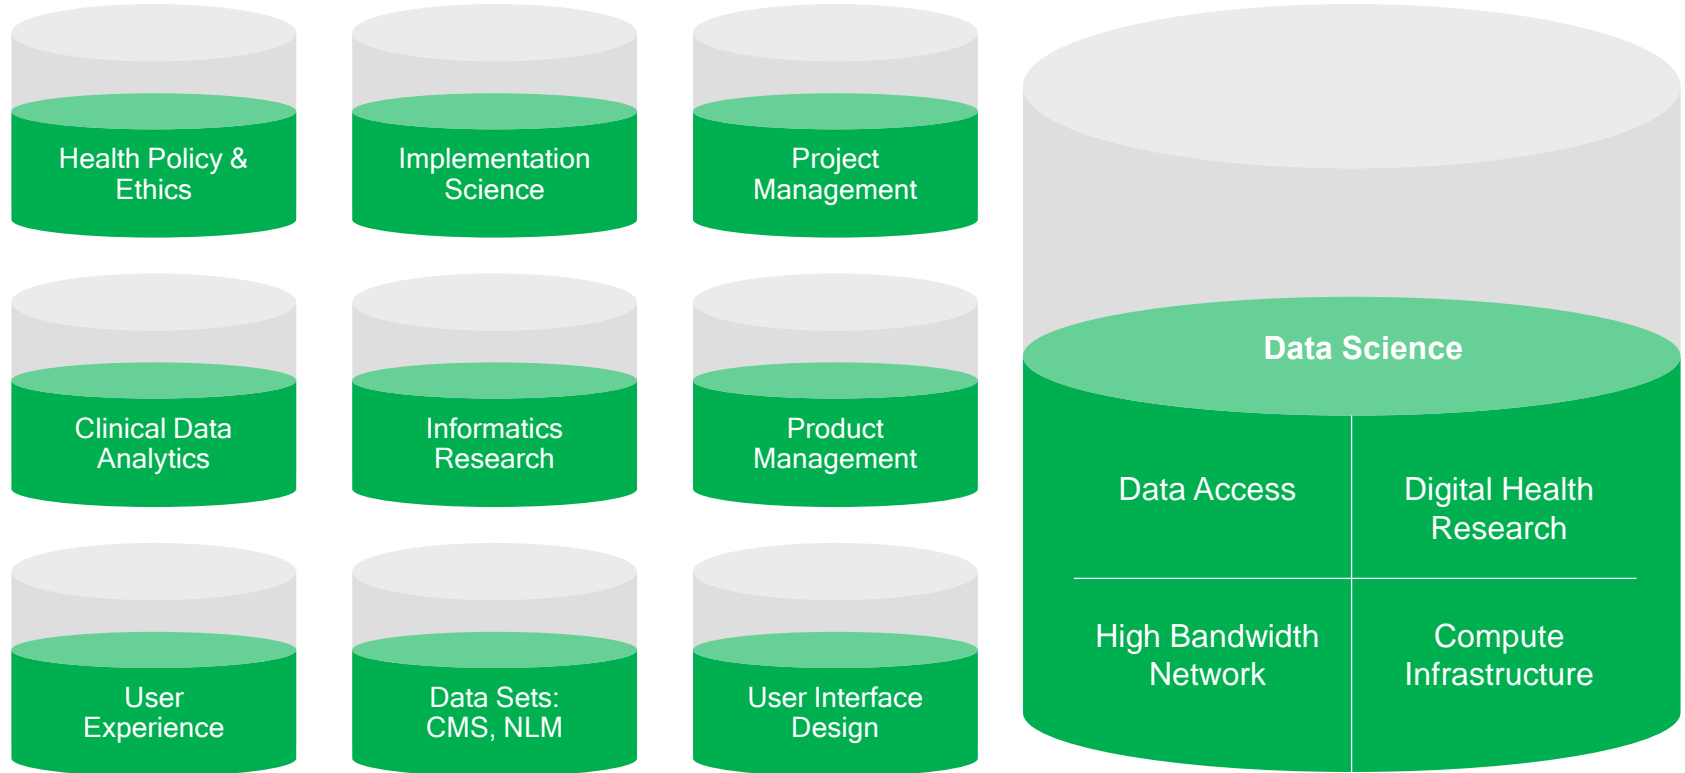 Health Policy &
Ethics
Implementation
Science
Project
Management
Clinical Data
Analytics
Informatics
Research
Product
Management
User
Experience
Data Sets:
CMS, NLM
User Interface
Design
Data Science
Data Access
Digital Health
Research
High Bandwidth
Network
Compute
Infrastructure